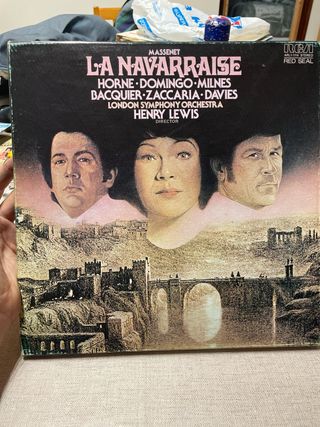 MASSENET
LA NAVARRAISE
HORNE·DOMINGO·MILNES
BACQUIER·ZACCARIA·DAVIES
LONDON SYMPHONY ORCHESTRA
HENRY LEWIS
DIRECTOR
RCA
RED SEAL